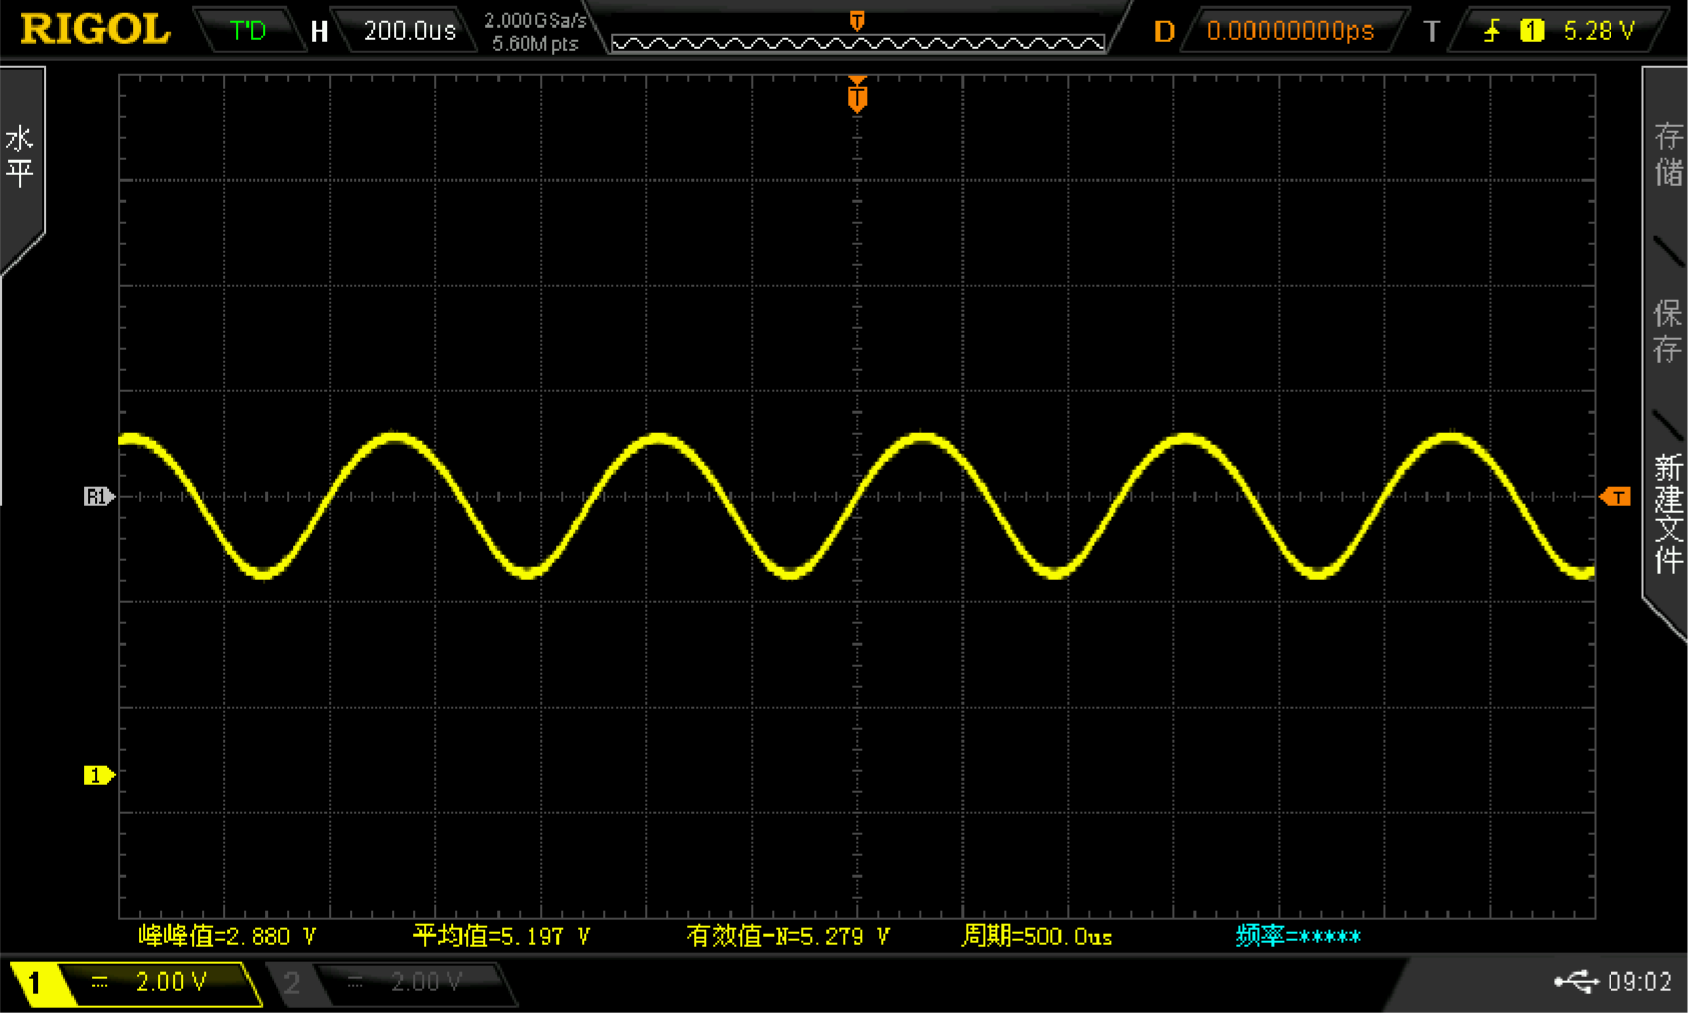 RIGOL T'D H 200.0us 2.000GSa/s 5.60M pts T D 0.00000000ps T 1 5.28 V
T
水平
存储
保存
新建文件
R1
T
1
峰峰值=2.880 V 平均值=5.197 V 有效值-N=5.279 V 周期=500.0us 频率=*****
1 2.00 V 2 2.00 V 09:02